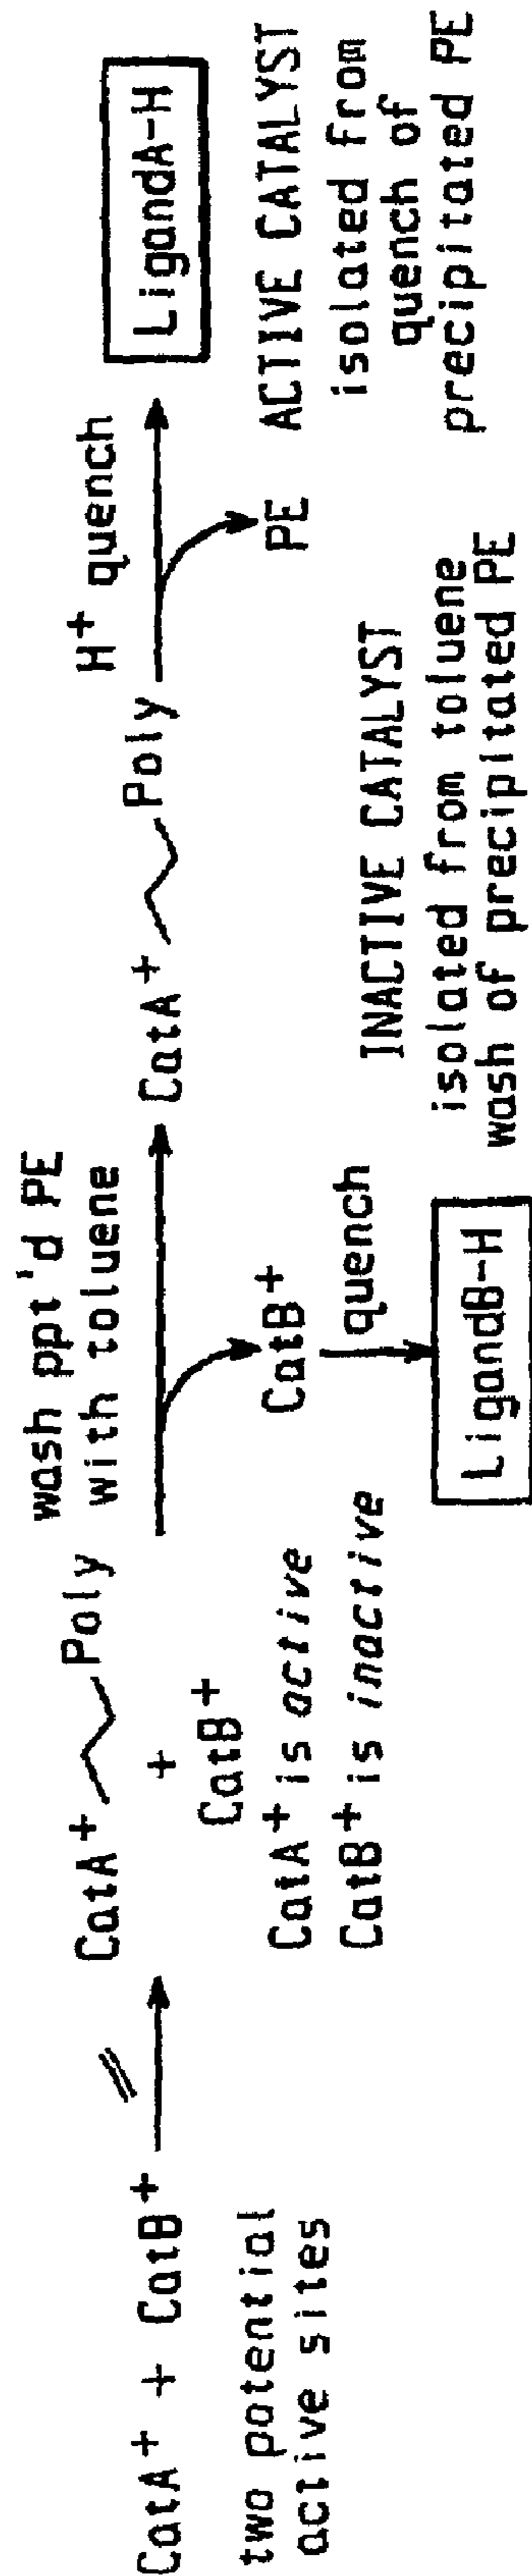 CatA⁺ + CatB⁺
two potential
active sites
=
CatA⁺ Poly
+
CatB⁺
CatA⁺ is active
CatB⁺ is inactive
wash ppt'd PE
with toluene
CatB⁺
quench
LigandB-H
CatA⁺ Poly
INACTIVE CATALYST
isolated from toluene
wash of precipitated PE
H⁺ quench
PE
LigandA-H
ACTIVE CATALYST
isolated from
quench of
precipitated PE